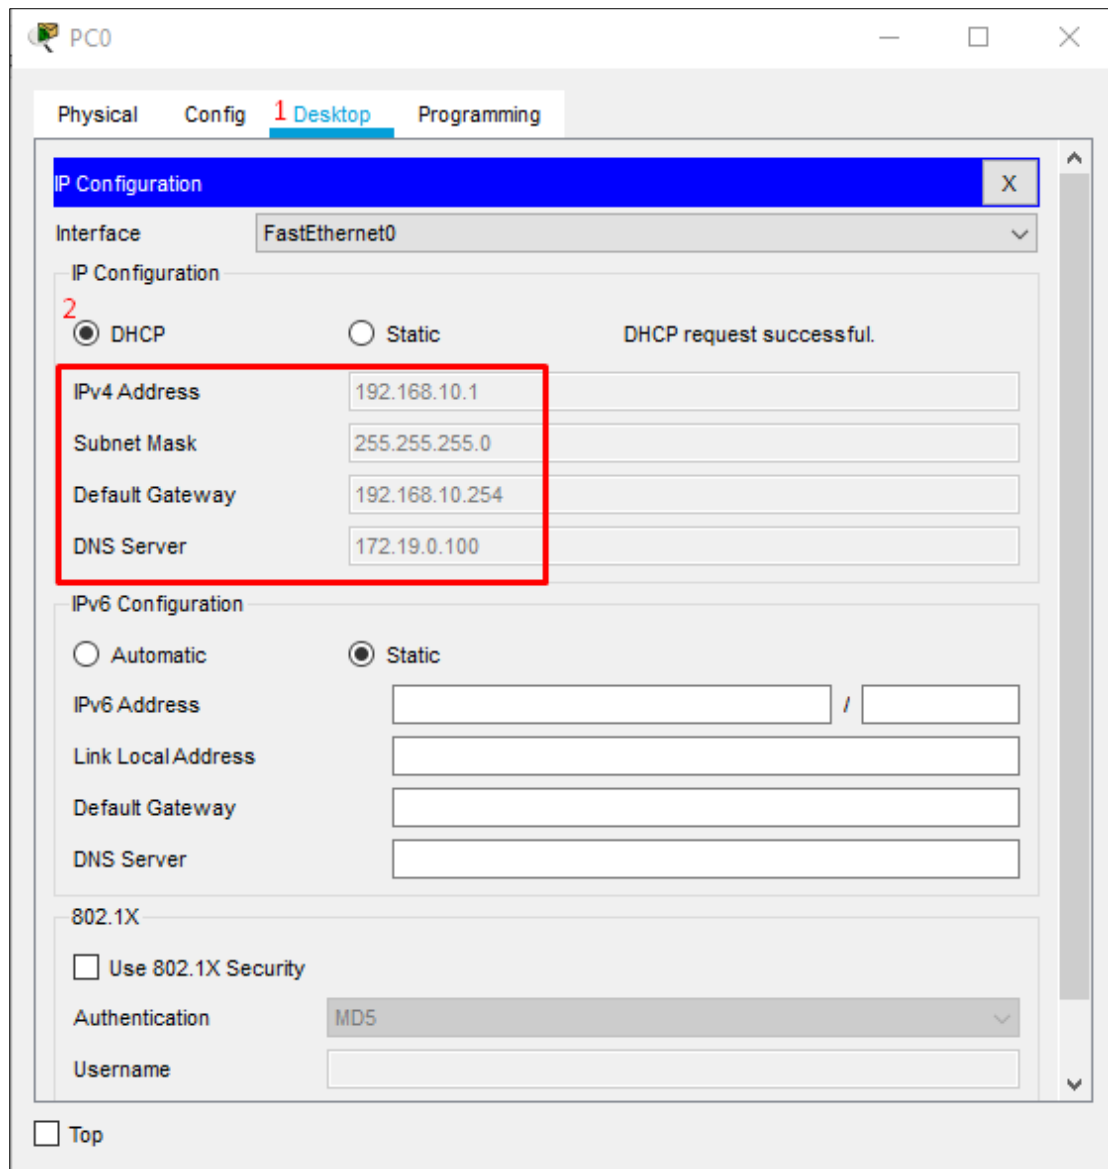 PC0
Physical Config 1 Desktop Programming
IP Configuration X
Interface FastEthernet0
IP Configuration
2
DHCP Static DHCP request successful.
IPv4 Address 192.168.10.1
Subnet Mask 255.255.255.0
Default Gateway 192.168.10.254
DNS Server 172.19.0.100
IPv6 Configuration
Automatic Static
IPv6 Address /
Link Local Address
Default Gateway
DNS Server
802.1X
Use 802.1X Security
Authentication MD5
Username
Top